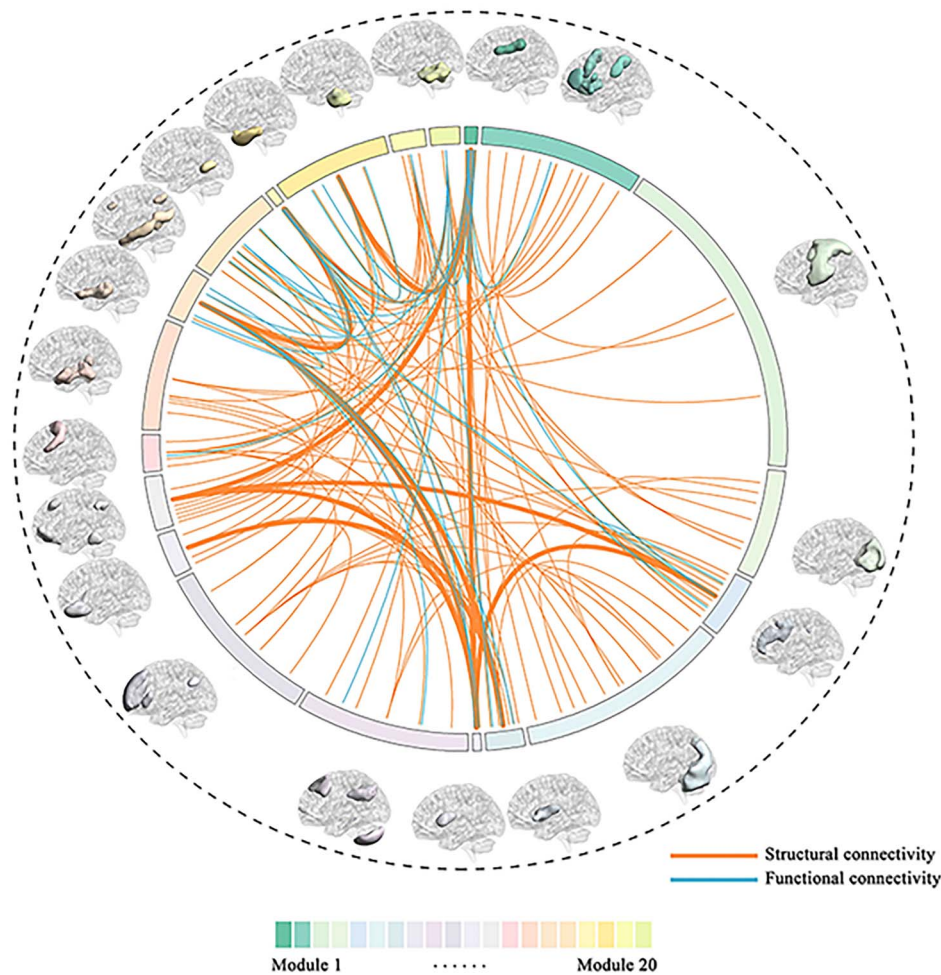 Structural connectivity
Functional connectivity
Module 1 ...... Module 20